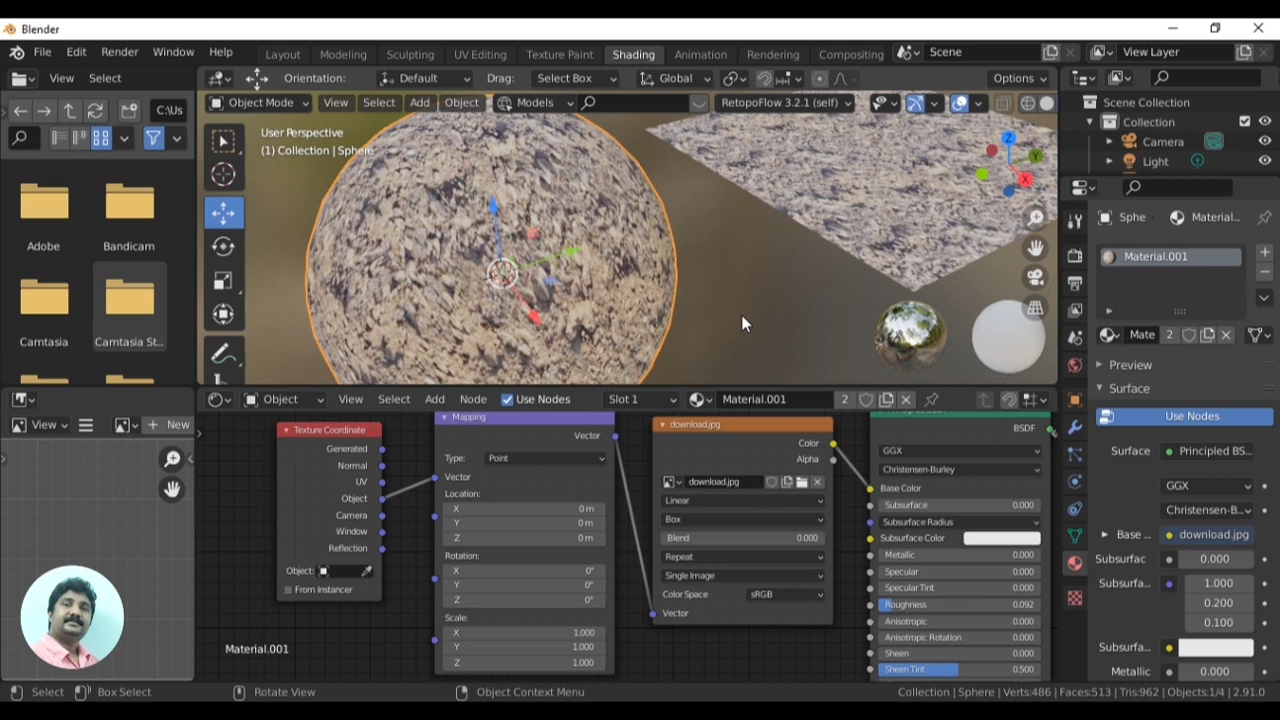 Blender
File Edit Render Window Help
Layout Modeling Sculpting UV Editing Texture Paint Shading Animation Rendering Compositing
Scene View Layer
View Select
Orientation: Default Drag: Select Box Global Options
C:\Us
Object Mode View Select Add Object Models RetopoFlow 3.2.1 (self)
User Perspective
(1) Collection | Sphere
Scene Collection
Collection
Camera
Light
Adobe Bandicam
Camtasia Camtasia St...
Sphe Material...
Material.001
Mate 2
Preview
Surface
Use Nodes
Surface Principled BS...
GGX
Christensen-B...
Base ... download.jpg
Subsurfac 0.000
Subsurfa... 1.000
0.200
0.100
Subsurfa...
Metallic 0.000
View New
Object View Select Add Node Use Nodes Slot 1 Material.001 2
Texture Coordinate
Generated
Normal
UV
Object
Camera
Window
Reflection
Object:
From Instancer
Mapping
Vector
Type: Point
Vector
Location:
X 0 m
Y 0 m
Z 0 m
Rotation:
X 0°
Y 0°
Z 0°
Scale:
X 1.000
Y 1.000
Z 1.000
download.jpg
Color
Alpha
download.jpg
Linear
Box
Blend 0.000
Repeat
Single Image
Color Space sRGB
Vector
BSDF
GGX
Christensen-Burley
Base Color
Subsurface 0.000
Subsurface Radius
Subsurface Color
Metallic 0.000
Specular 0.000
Specular Tint 0.000
Roughness 0.092
Anisotropic 0.000
Anisotropic Rotation 0.000
Sheen 0.000
Sheen Tint 0.500
Material.001
Select Box Select Rotate View Object Context Menu Collection | Sphere | Verts:486 | Faces:513 | Tris:962 | Objects:1/4 | 2.91.0